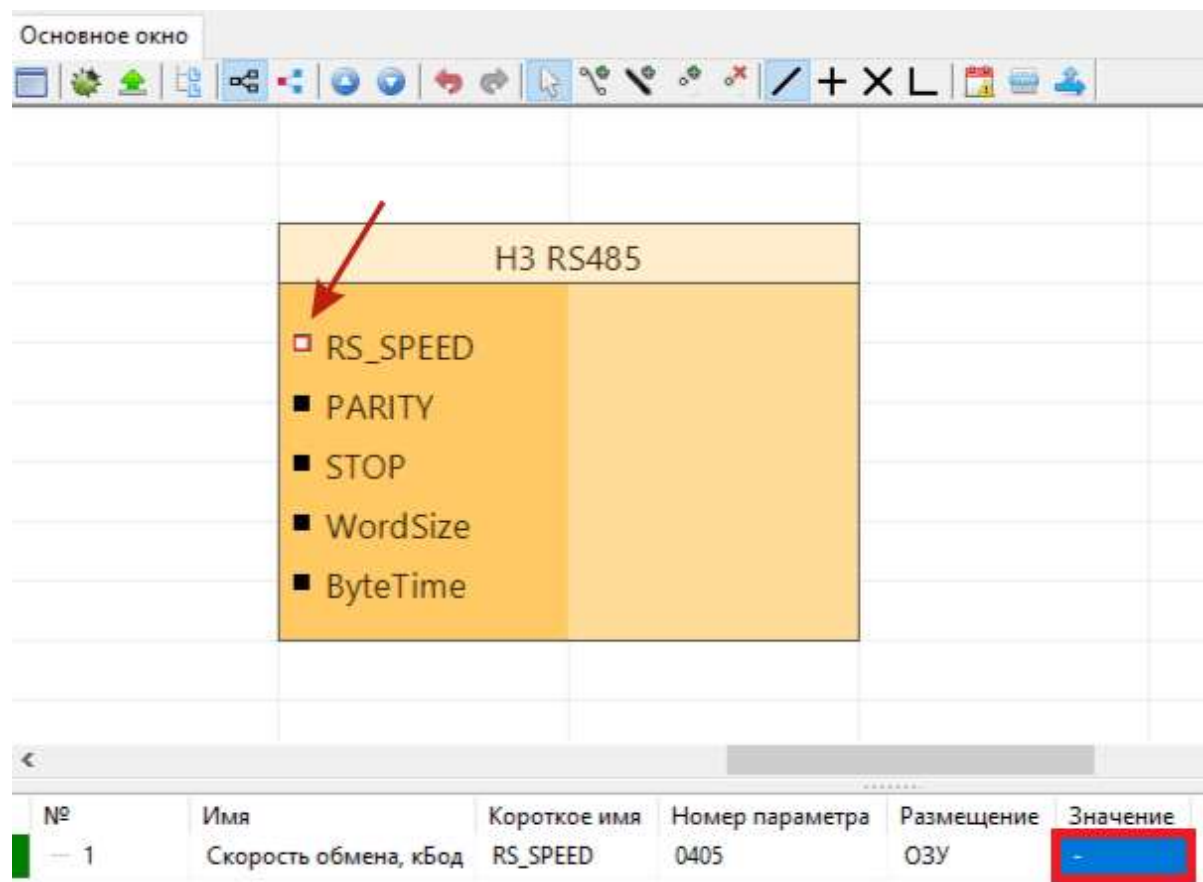 Основное окно
H3 RS485
RS_SPEED
PARITY
STOP
WordSize
ByteTime
№ Имя Короткое имя Номер параметра Размещение Значение
1 Скорость обмена, кБод RS_SPEED 0405 ОЗУ -